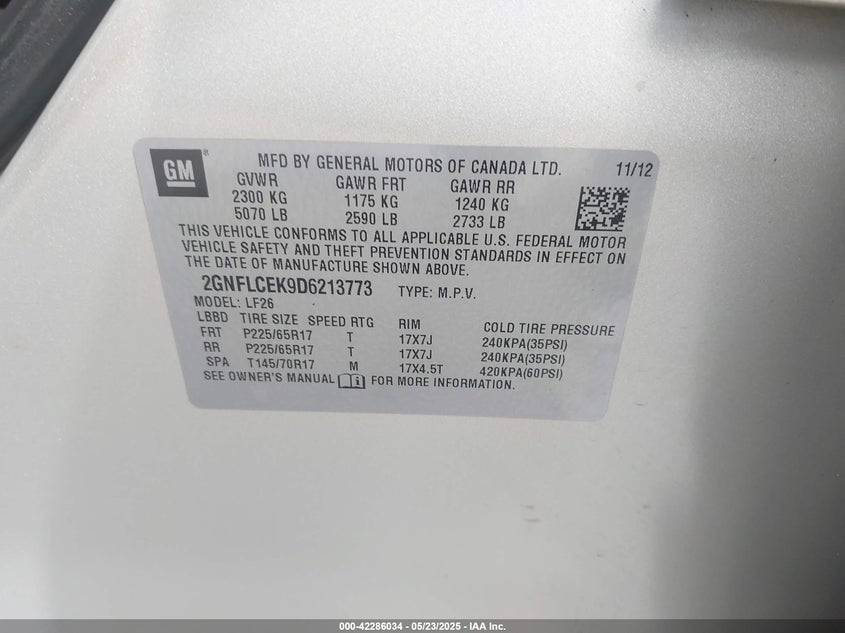 GM ® MFD BY GENERAL MOTORS OF CANADA LTD. 11/12
GVWR GAWR FRT GAWR RR
2300 KG 1175 KG 1240 KG
5070 LB 2590 LB 2733 LB
THIS VEHICLE CONFORMS TO ALL APPLICABLE U.S. FEDERAL MOTOR
VEHICLE SAFETY AND THEFT PREVENTION STANDARDS IN EFFECT ON
THE DATE OF MANUFACTURE SHOWN ABOVE.
2GNFLCEK9D6213773 TYPE: M.P.V.
MODEL: LF26
LBBD TIRE SIZE SPEED RTG RIM COLD TIRE PRESSURE
FRT P225/65R17 T 17X7J 240KPA(35PSI)
RR P225/65R17 T 17X7J 240KPA(35PSI)
SPA T145/70R17 M 17X4.5T 420KPA(60PSI)
SEE OWNER'S MANUAL FOR MORE INFORMATION.
000-42286034 - 05/23/2025 - IAA Inc.